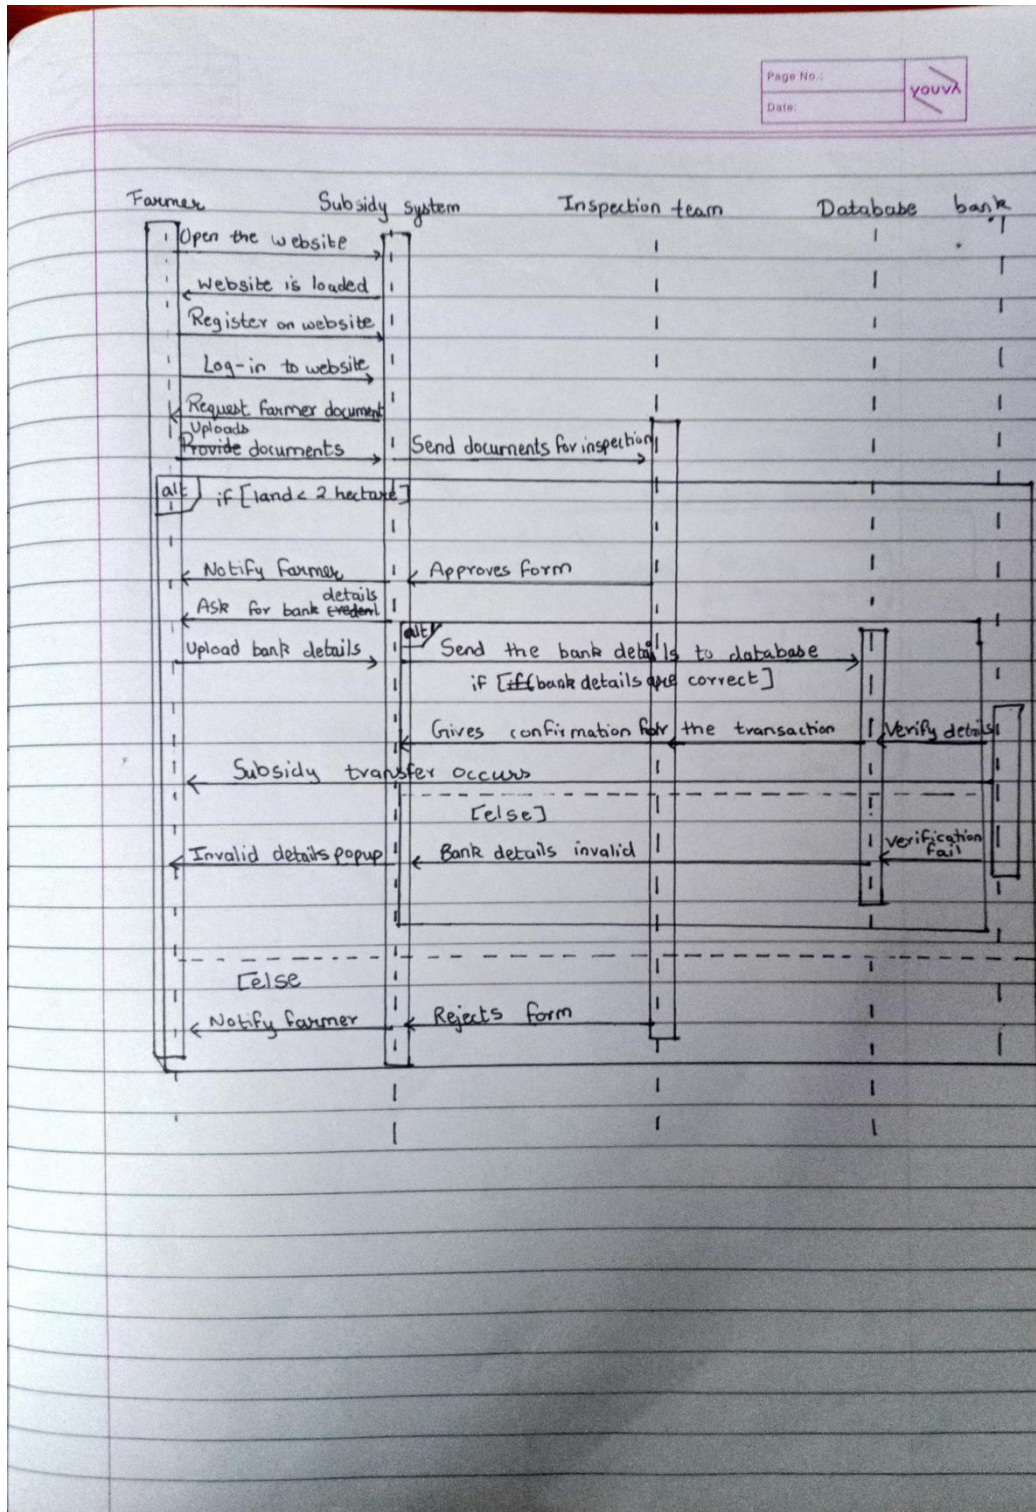 Page No.:
Date:
youva
Farmer Subsidy system Inspection team Database bank
Open the website
Website is loaded
Register on website
Log-in to website
Request farmer document
Uploads
Provide documents Send documents for inspection
alt if [land < 2 hectare]
Notify farmer Approves form
details
Ask for bank
alt
Upload bank details Send the bank details to database
if [if (bank details are correct]
Gives confirmation for the transaction Verify details
Subsidy transfer occurs
[else]
Invalid details popup Bank details invalid verification
fail
[else
Notify farmer Rejects form